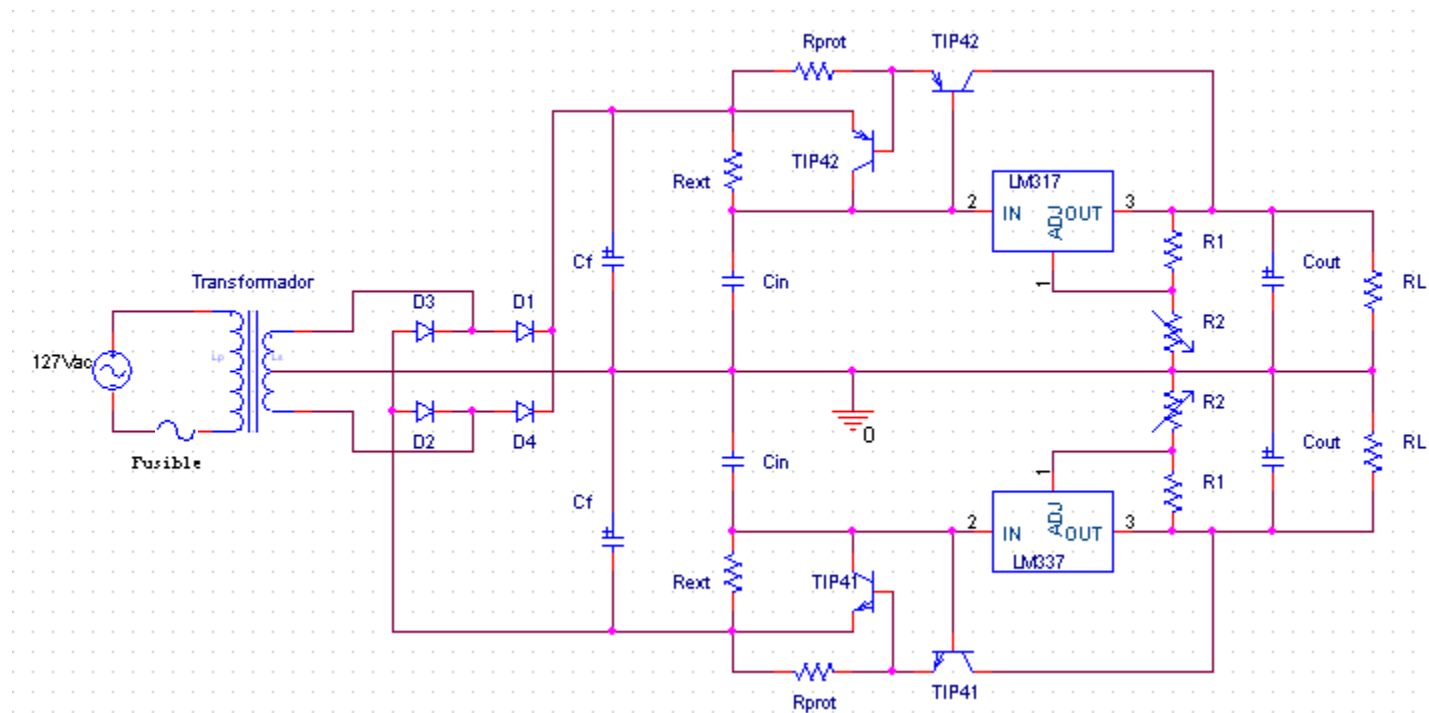 Rprot
TIP42
TIP42
Rext
LM317
2
IN
ADJ
OUT
3
1
R1
Cf
Cin
Cout
RL
Transformador
D3
D1
R2
127Vac
Lp
Ls
0
R2
D2
D4
Fusible
Cin
Cout
RL
1
R1
Cf
2
IN
ADJ
OUT
3
LM337
Rext
TIP41
TIP41
Rprot